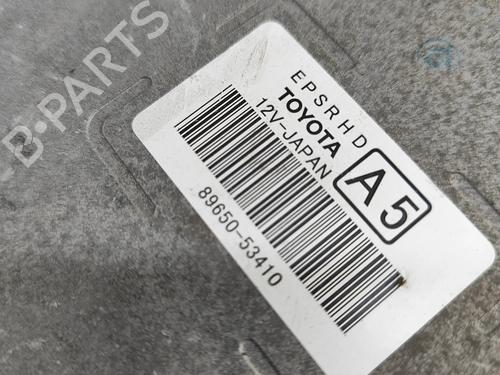 EPSRHD
TOYOTA
12V-JAPAN
A5
89650-53410
B-PARTS